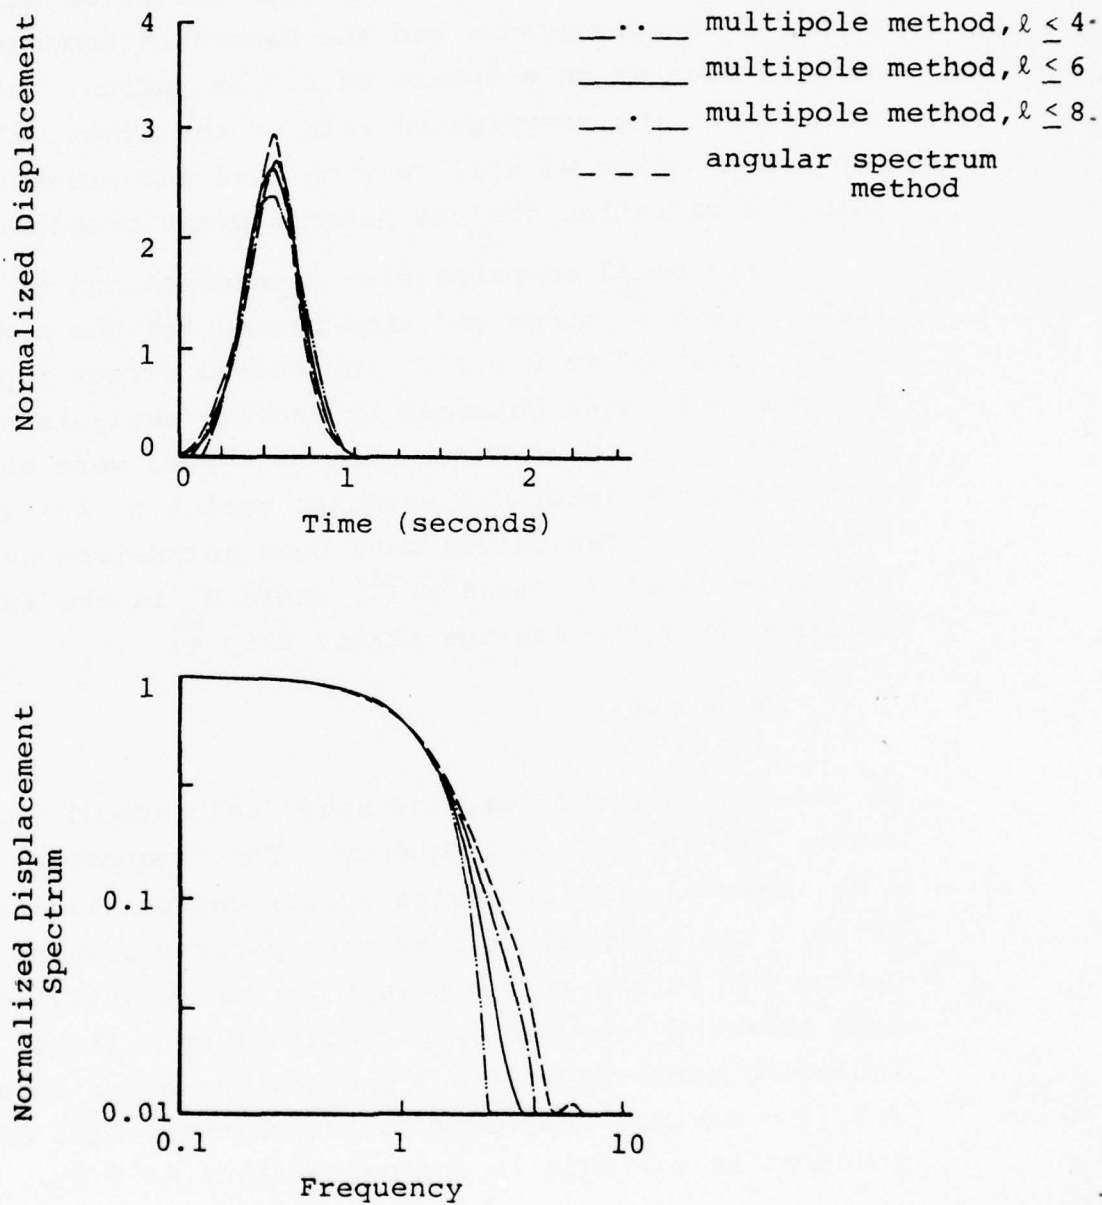 multipole method, ℓ ≤ 4
multipole method, ℓ ≤ 6
multipole method, ℓ ≤ 8
angular spectrum
method
Normalized Displacement
4
3
2
1
0
0 1 2
Time (seconds)
Normalized Displacement
Spectrum
1
0.1
0.01
0.1 1 10
Frequency